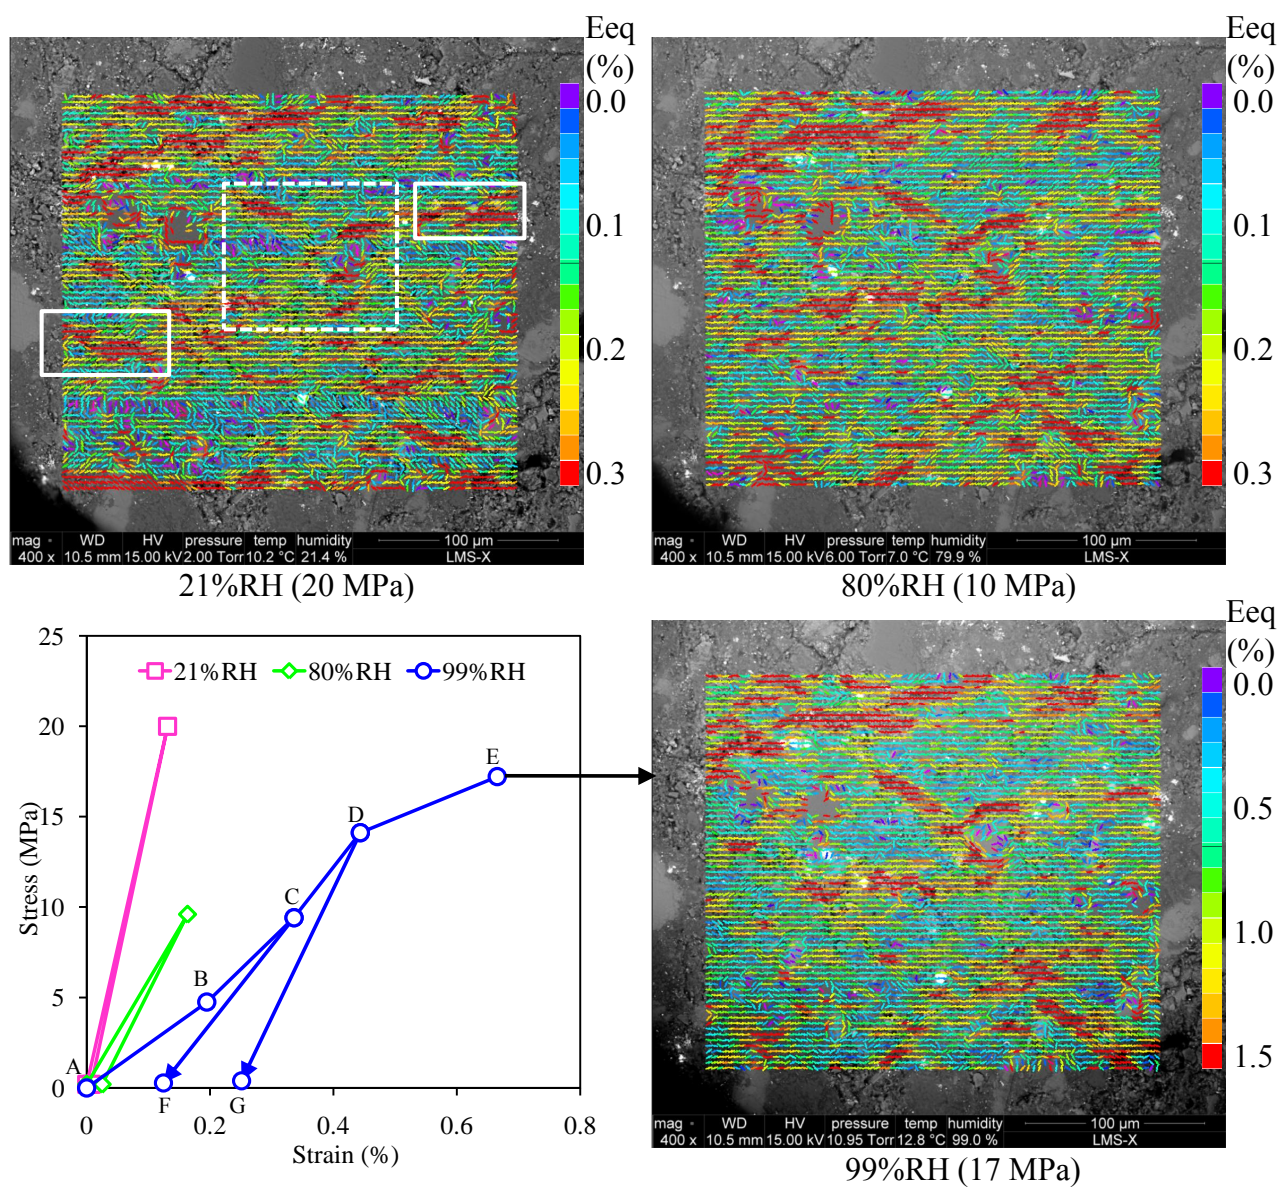 Eeq
(%)
0.0
0.1
0.2
0.3
mag WD HV pressure temp humidity 100 µm
400 x 10.5 mm 15.00 kV 2.00 Torr 10.2 °C 21.4 % LMS-X
21%RH (20 MPa)
Eeq
(%)
0.0
0.1
0.2
0.3
mag WD HV pressure temp humidity 100 µm
400 x 10.5 mm 15.00 kV 6.00 Torr 7.0 °C 79.9 % LMS-X
80%RH (10 MPa)
25
20
15
10
5
0
Stress (MPa)
21%RH 80%RH 99%RH
A
B
C
D
E
F
G
0 0.2 0.4 0.6 0.8
Strain (%)
Eeq
(%)
0.0
0.5
1.0
1.5
mag WD HV pressure temp humidity 100 µm
400 x 10.5 mm 15.00 kV 10.95 Torr 12.8 °C 99.0 % LMS-X
99%RH (17 MPa)